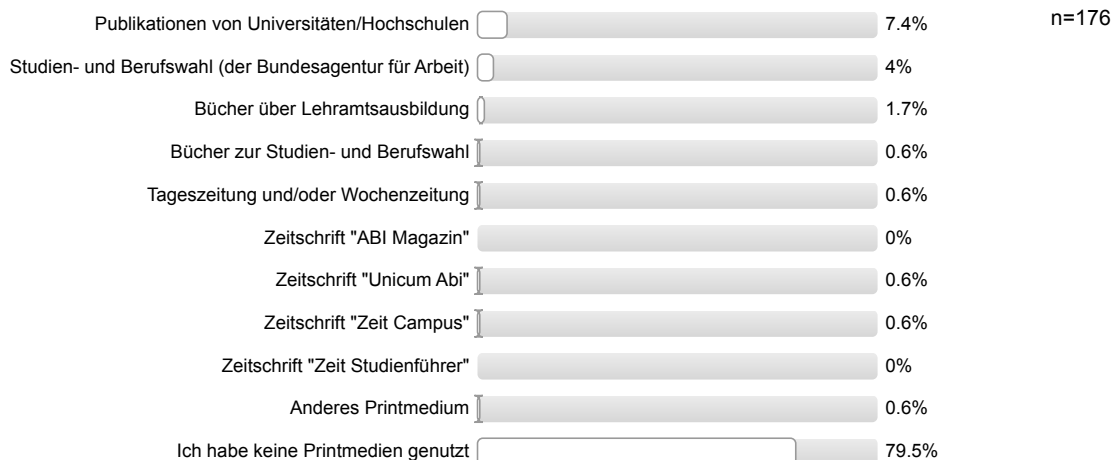 Publikationen von Universitäten/Hochschulen 7.4% n=176
Studien- und Berufswahl (der Bundesagentur für Arbeit) 4%
Bücher über Lehramtsausbildung 1.7%
Bücher zur Studien- und Berufswahl 0.6%
Tageszeitung und/oder Wochenzeitung 0.6%
Zeitschrift "ABI Magazin" 0%
Zeitschrift "Unicum Abi" 0.6%
Zeitschrift "Zeit Campus" 0.6%
Zeitschrift "Zeit Studienführer" 0%
Anderes Printmedium 0.6%
Ich habe keine Printmedien genutzt 79.5%